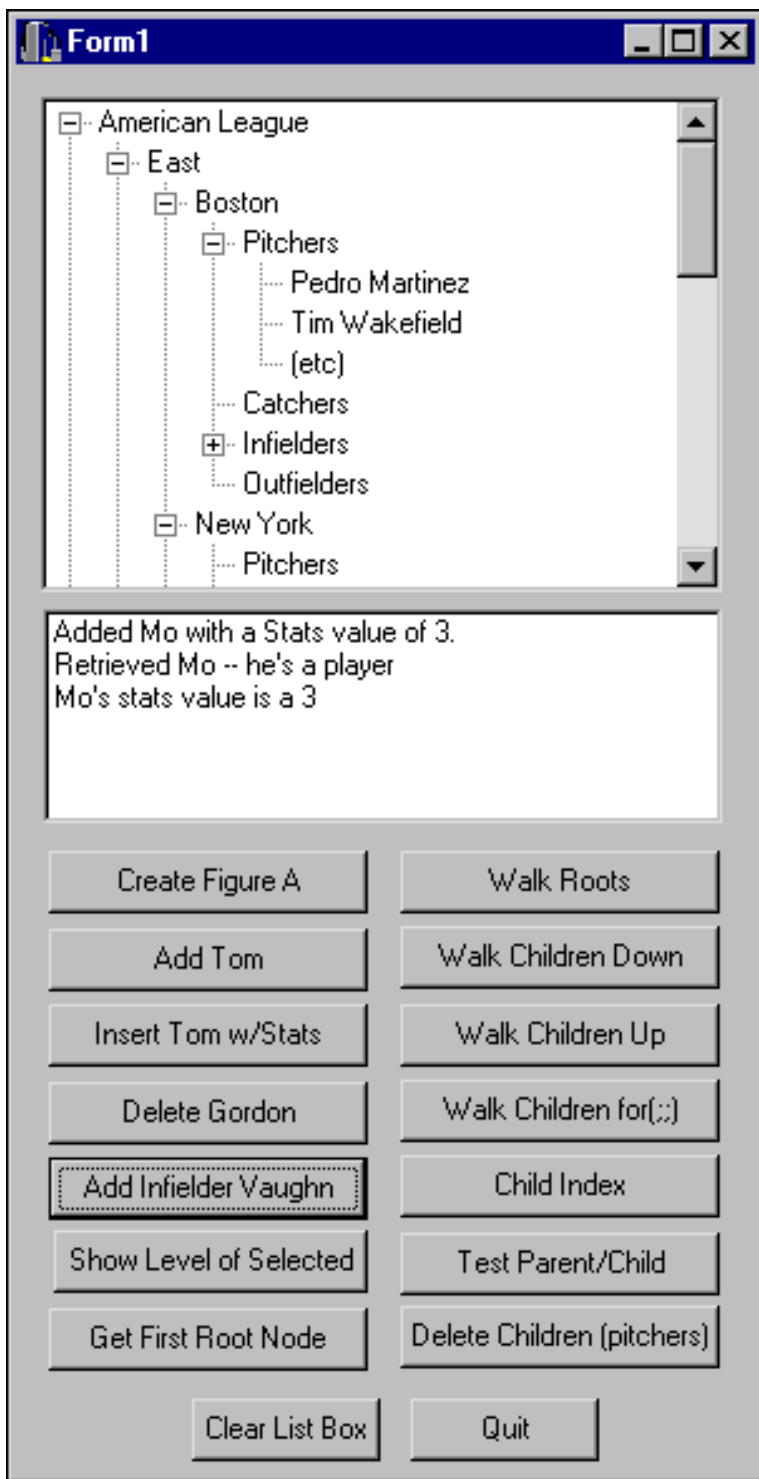 Form1
American League
East
Boston
Pitchers
Pedro Martinez
Tim Wakefield
(etc)
Catchers
Infielders
Outfielders
New York
Pitchers
Added Mo with a Stats value of 3.
Retrieved Mo -- he's a player
Mo's stats value is a 3
Create Figure A
Walk Roots
Add Tom
Walk Children Down
Insert Tom w/Stats
Walk Children Up
Delete Gordon
Walk Children for(;;)
Add Infielder Vaughn
Child Index
Show Level of Selected
Test Parent/Child
Get First Root Node
Delete Children (pitchers)
Clear List Box
Quit